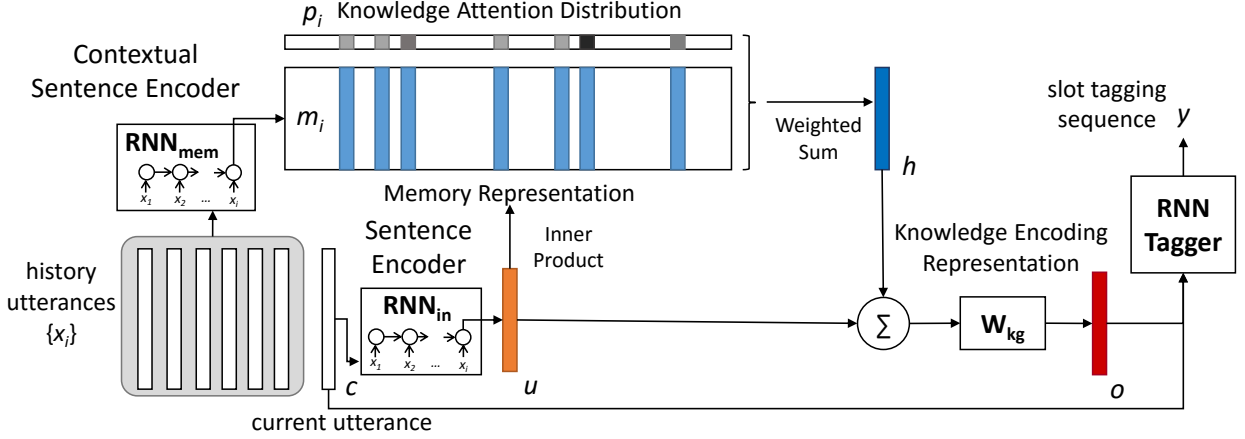 p_i Knowledge Attention Distribution
Contextual
Sentence Encoder
m_i
RNN_mem
x_1 x_2 ... x_i
Weighted
Sum
h
slot tagging
sequence
y
Memory Representation
RNN
Tagger
Sentence
Encoder
Inner
Product
Knowledge Encoding
Representation
history
utterances
{x_i}
RNN_in
x_1 x_2 ... x_i
∑
W_kg
c
u
o
current utterance